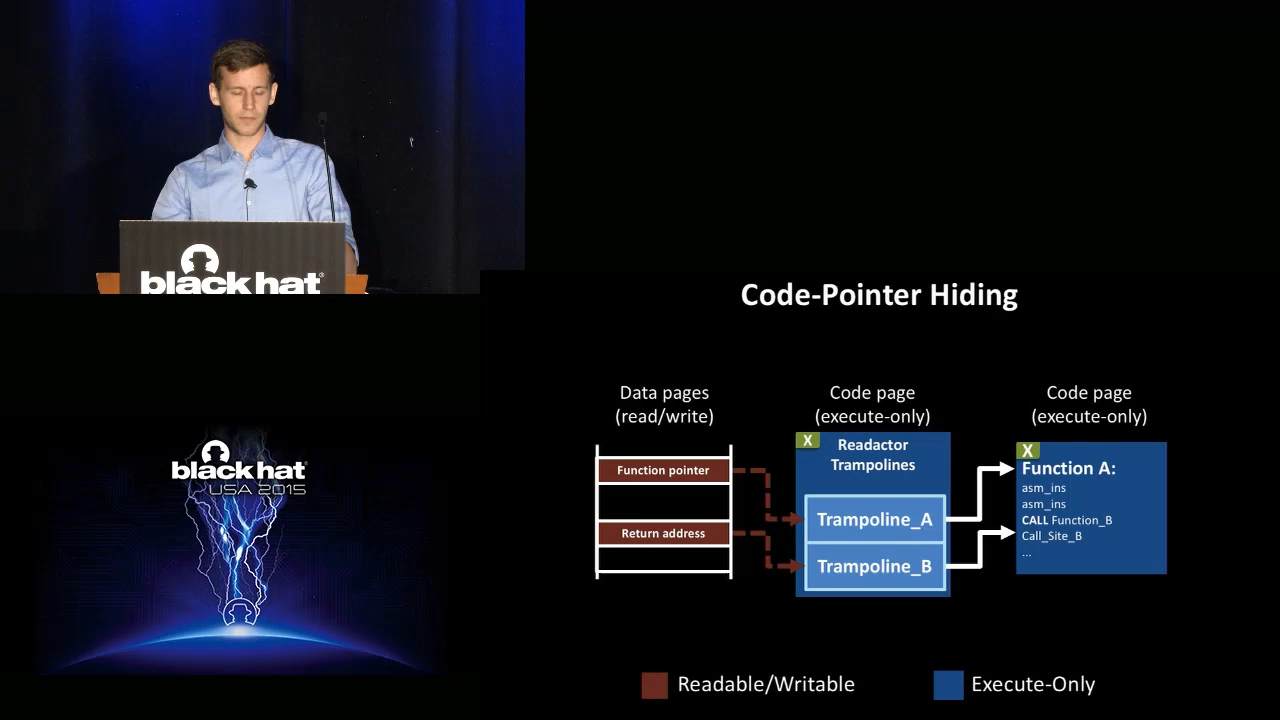 black hat
Code-Pointer Hiding
Data pages
(read/write)
Code page
(execute-only)
Code page
(execute-only)
X
Readactor
Trampolines
X
Function A:
asm_ins
asm_ins
CALL Function_B
Call_Site_B
...
Function pointer
Return address
Trampoline_A
Trampoline_B
black hat
USA 2015
Readable/Writable
Execute-Only